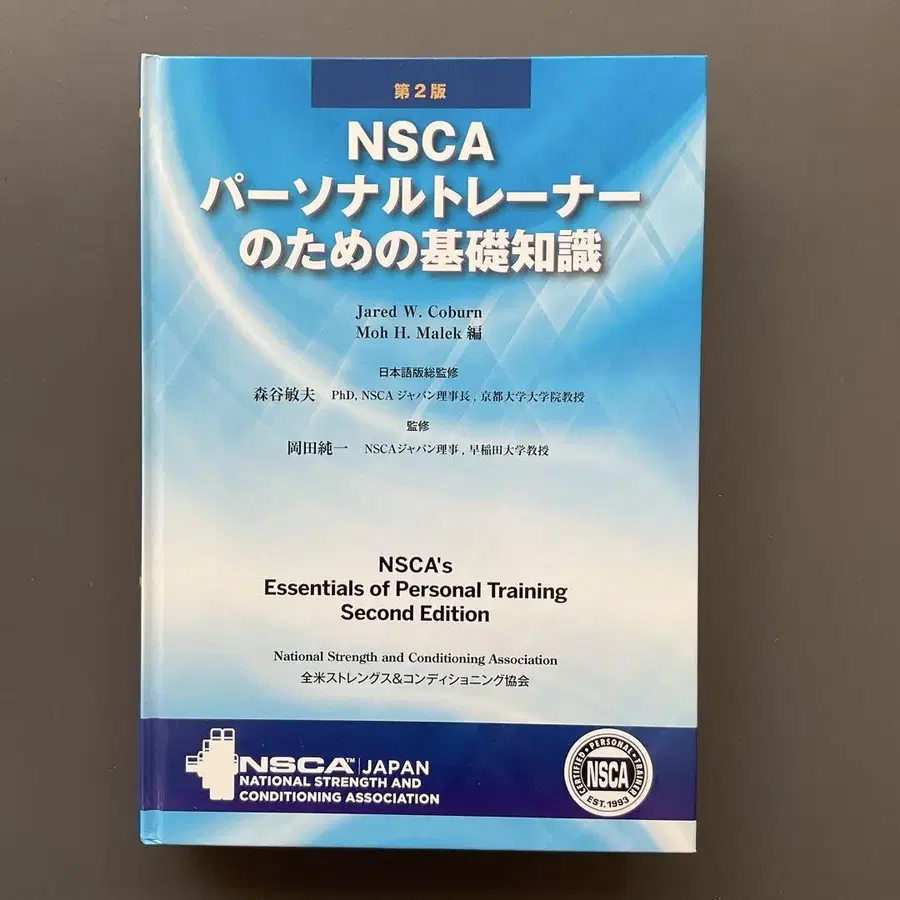 第2版
NSCA
パーソナルトレーナー
のための基礎知識
Jared W. Coburn
Moh H. Malek 編
日本語版総監修
森谷敏夫 PhD, NSCA ジャパン理事長, 京都大学大学院教授
監修
岡田純一 NSCAジャパン理事, 早稲田大学教授
NSCA's
Essentials of Personal Training
Second Edition
National Strength and Conditioning Association
全米ストレングス&コンディショニング協会
NSCA™ JAPAN
NATIONAL STRENGTH AND
CONDITIONING ASSOCIATION
CERTIFIED • PERSONAL • TRAINER
NSCA
EST. 1993